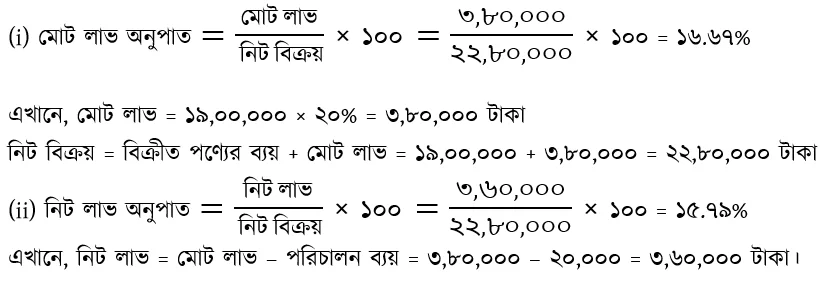 (i) মোট লাভ অনুপাত = মোট লাভ / নিট বিক্রয় × ১০০ = ৩,৮০,০০০ / ২২,৮০,০০০ × ১০০ = ১৬.৬৭%
এখানে, মোট লাভ = ১৯,০০,০০০ × ২০% = ৩,৮০,০০০ টাকা
নিট বিক্রয় = বিক্রীত পণ্যের ব্যয় + মোট লাভ = ১৯,০০,০০০ + ৩,৮০,০০০ = ২২,৮০,০০০ টাকা
(ii) নিট লাভ অনুপাত = নিট লাভ / নিট বিক্রয় × ১০০ = ৩,৬০,০০০ / ২২,৮০,০০০ × ১০০ = ১৫.৭৯%
এখানে, নিট লাভ = মোট লাভ – পরিচালন ব্যয় = ৩,৮০,০০০ – ২০,০০০ = ৩,৬০,০০০ টাকা।